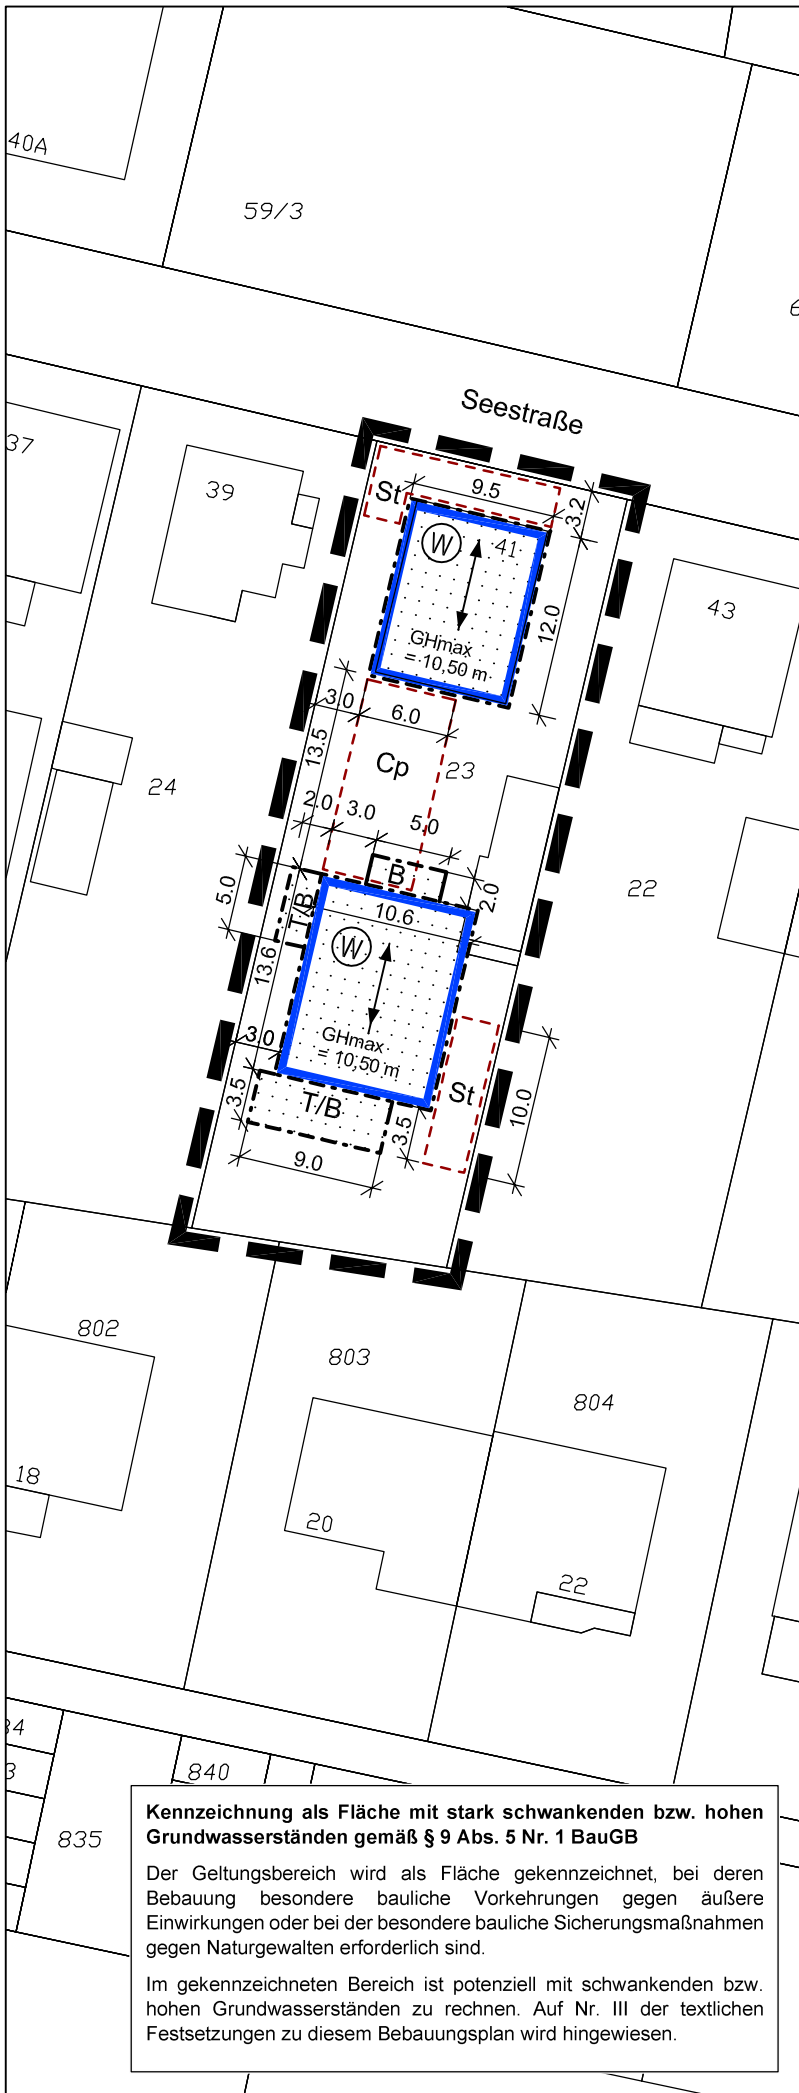 40A
59/3
Seestraße
37
39
St
9.5
3.2
W
41
43
12.0
GHmax
= 10,50 m
3.0
6.0
13.5
Cp
23
24
2.0
3.0
5.0
22
B
5.0
T/B
2.0
10.6
W
13.6
3.0
GHmax
= 10,50 m
3.5
T/B
St
3.5
10.0
9.0
802
803
804
18
20
22
840
835
Kennzeichnung als Fläche mit stark schwankenden bzw. hohen
Grundwasserständen gemäß § 9 Abs. 5 Nr. 1 BauGB
Der Geltungsbereich wird als Fläche gekennzeichnet, bei deren
Bebauung besondere bauliche Vorkehrungen gegen äußere
Einwirkungen oder bei der besondere bauliche Sicherungsmaßnahmen
gegen Naturgewalten erforderlich sind.
Im gekennzeichneten Bereich ist potenziell mit schwankenden bzw.
hohen Grundwasserständen zu rechnen. Auf Nr. III der textlichen
Festsetzungen zu diesem Bebauungsplan wird hingewiesen.